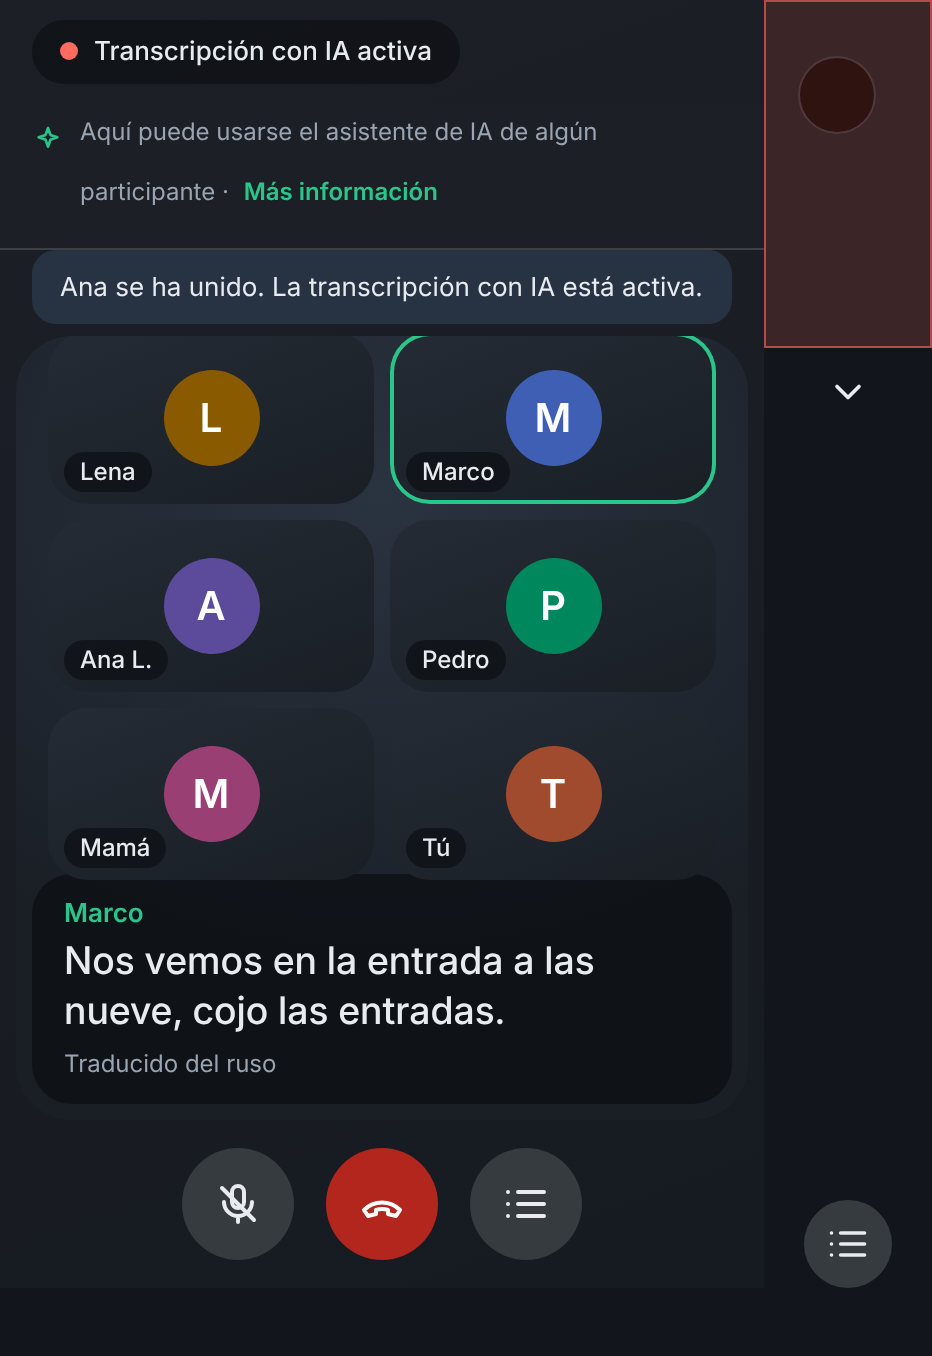 Transcripción con IA activa
Aquí puede usarse el asistente de IA de algún
participante · Más información
Ana se ha unido. La transcripción con IA está activa.
L
Lena
M
Marco
A
Ana L.
P
Pedro
M
Mamá
T
Tú
Marco
Nos vemos en la entrada a las
nueve, cojo las entradas.
Traducido del ruso